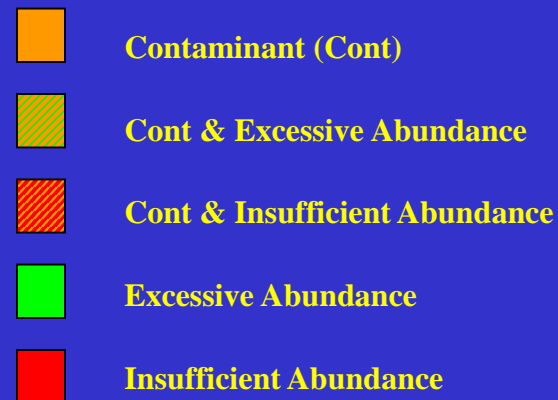 Contaminant (Cont)
Cont & Excessive Abundance
Cont & Insufficient Abundance
Excessive Abundance
Insufficient Abundance